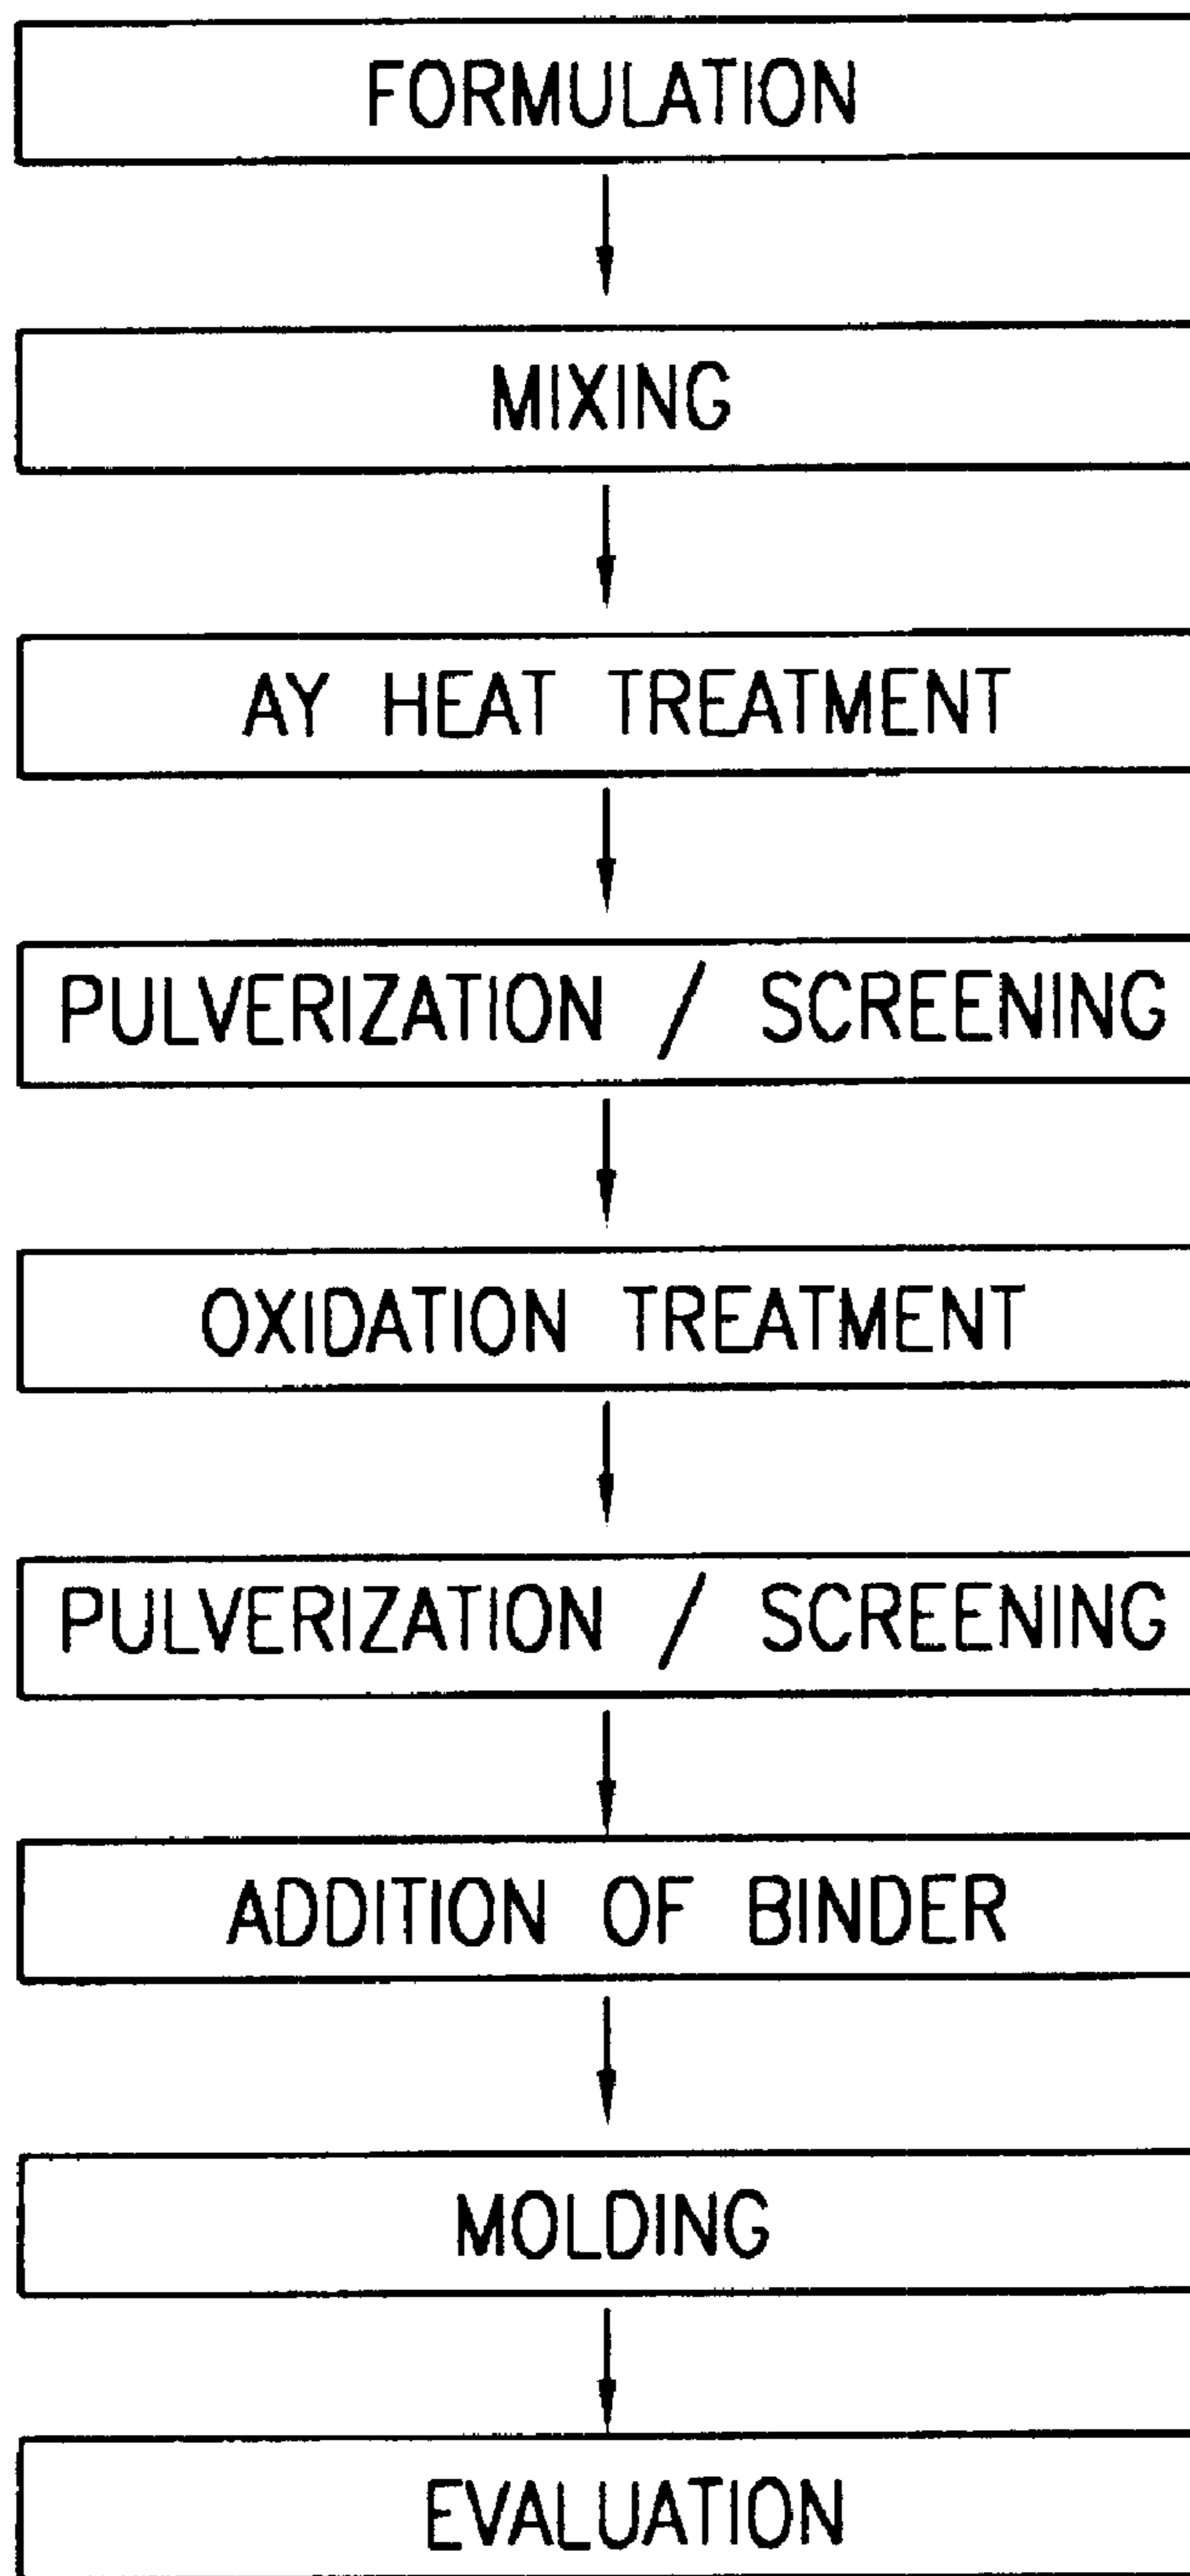 FORMULATION
MIXING
AY HEAT TREATMENT
PULVERIZATION / SCREENING
OXIDATION TREATMENT
PULVERIZATION / SCREENING
ADDITION OF BINDER
MOLDING
EVALUATION